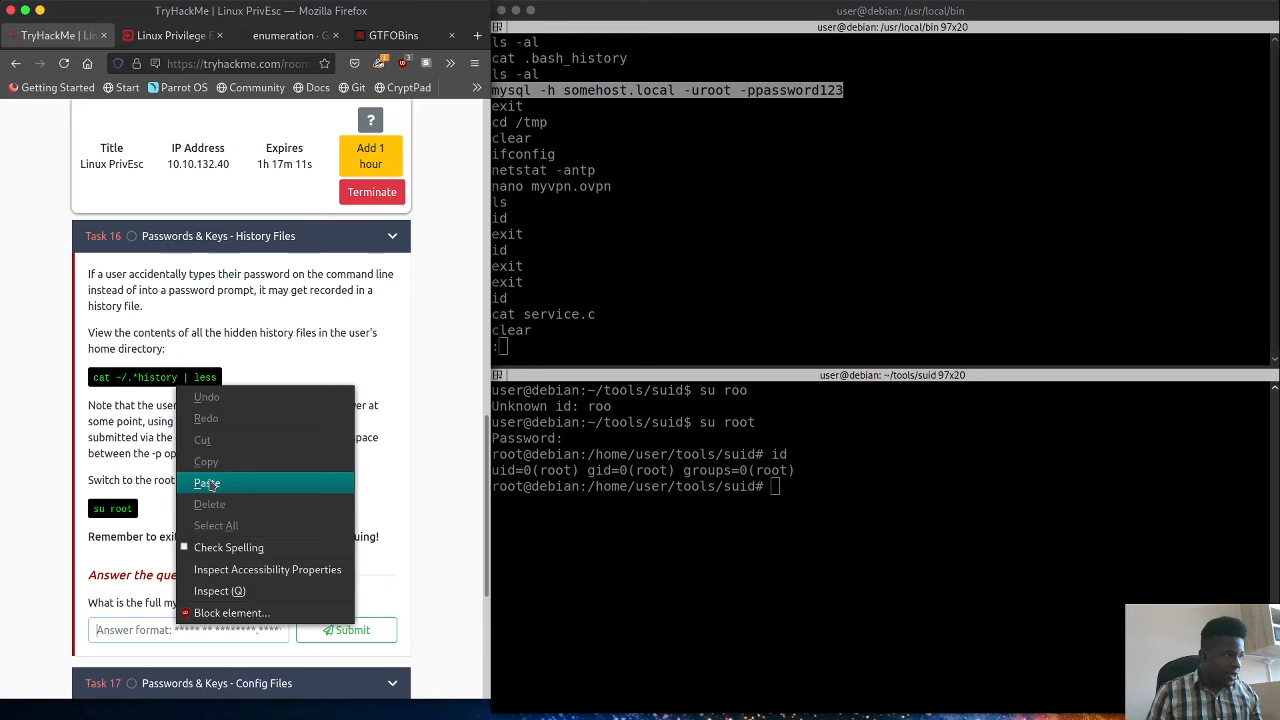 TryHackMe | Linux PrivEsc — Mozilla Firefox
TryHackMe | Lin
Linux Privilege E
enumeration - G
GTFOBins
https://tryhackme.com/room
Getting Started
Start
Parrot OS
Community
Docs
Git
CryptPad
Title
IP Address
Expires
Linux PrivEsc
10.10.132.40
1h 17m 11s
?
Add 1
hour
Terminate
Task 16
Passwords & Keys - History Files
If a user accidentally types their password on the command line
instead of into a password prompt, it may get recorded in a
history file.
View the contents of all the hidden history files in the user's
home directory:
cat ~/.*history | less
Note that the user
ver at
some point, using
submitted via the
space
between the -p op
Switch to the root
su root
Remember to exi
uing!
Answer the que
What is the full my
Answer format: ***** ** ********.****
Submit
Task 17
Passwords & Keys - Config Files
Undo
Redo
Cut
Copy
Paste
Delete
Select All
Check Spelling
Inspect Accessibility Properties
Inspect (Q)
Block element...
user@debian: /usr/local/bin
user@debian: /usr/local/bin 97x20
ls -al
cat .bash_history
ls -al
mysql -h somehost.local -uroot -ppassword123
exit
cd /tmp
clear
ifconfig
netstat -antp
nano myvpn.ovpn
ls
id
exit
id
exit
exit
id
cat service.c
clear
:
user@debian: ~/tools/suid 97x20
user@debian:~/tools/suid$ su roo
Unknown id: roo
user@debian:~/tools/suid$ su root
Password:
root@debian:/home/user/tools/suid# id
uid=0(root) gid=0(root) groups=0(root)
root@debian:/home/user/tools/suid#